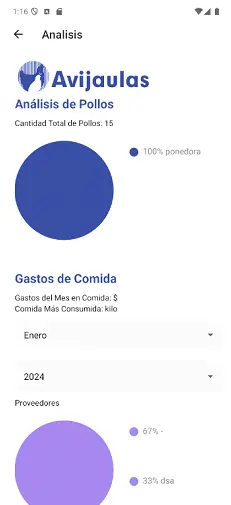 1:16
Analisis
Avijaulas
Análisis de Pollos
Cantidad Total de Pollos: 15
100% ponedora
Gastos de Comida
Gastos del Mes en Comida: $
Comida Más Consumida: kilo
Enero
2024
Proveedores
67% -
33% dsa